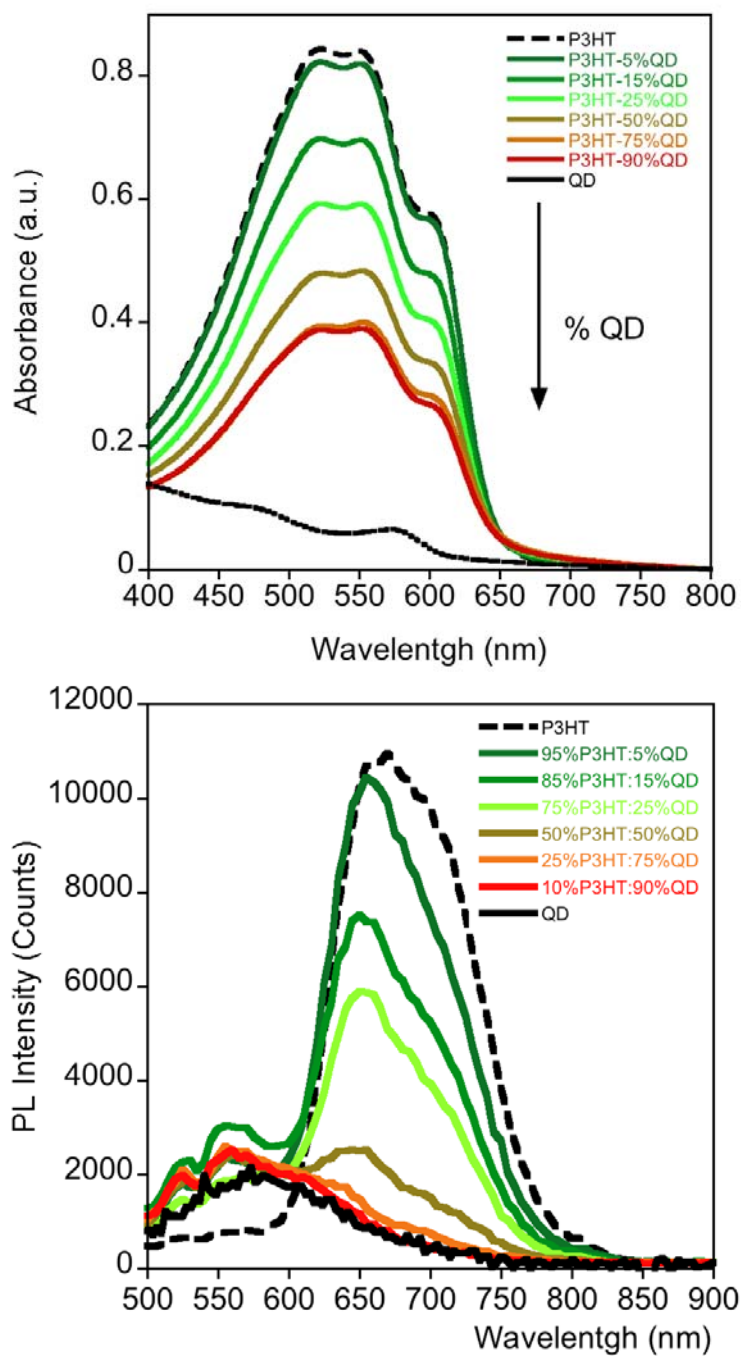 P3HT
P3HT-5%QD
P3HT-15%QD
P3HT-25%QD
P3HT-50%QD
P3HT-75%QD
P3HT-90%QD
QD
% QD
Absorbance (a.u.)
0.8
0.6
0.4
0.2
0
400 450 500 550 600 650 700 750 800
Wavelentgh (nm)
P3HT
95%P3HT:5%QD
85%P3HT:15%QD
75%P3HT:25%QD
50%P3HT:50%QD
25%P3HT:75%QD
10%P3HT:90%QD
QD
PL Intensity (Counts)
12000
10000
8000
6000
4000
2000
0
500 550 600 650 700 750 800 850 900
Wavelentgh (nm)